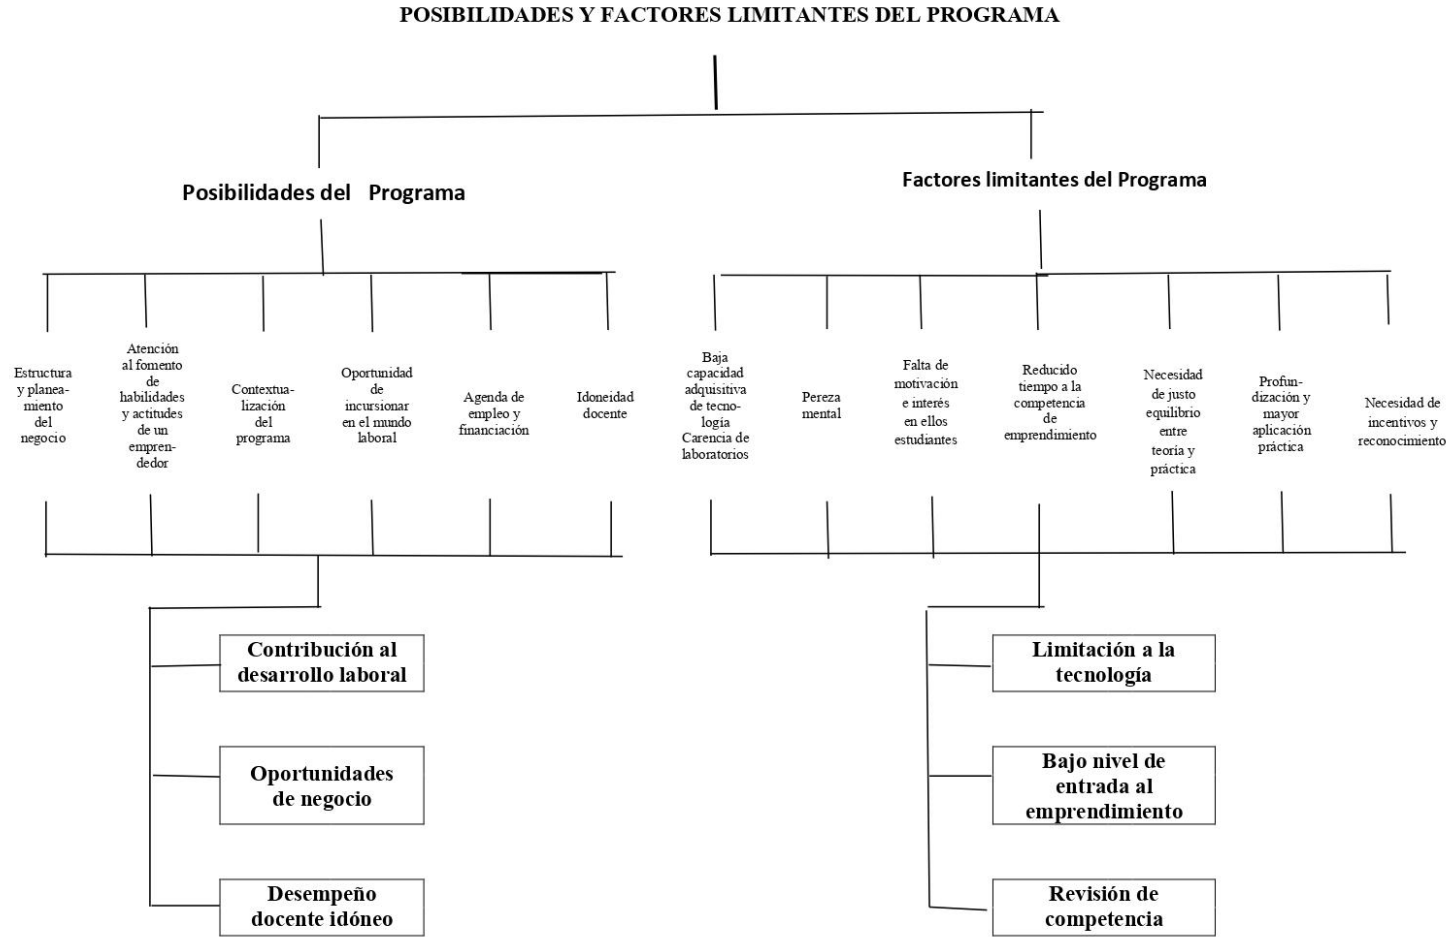 POSIBILIDADES Y FACTORES LIMITANTES DEL PROGRAMA
Posibilidades del Programa
Factores limitantes del Programa
Estructura
y planea-
miento
del
negocio
Atención
al fomento
de
habilidades
y actitudes
de un
empren-
dedor
Contextua-
lización
del
programa
Oportunidad
de
incursionar
en el mundo
laboral
Agenda de
empleo y
financiación
Idoneidad
docente
Baja
capacidad
adquisitiva
de tecno-
logía
Carencia de
laboratorios
Pereza
mental
Falta de
motivación
e interés
en ellos
estudiantes
Reducido
tiempo a la
competencia
de
emprendimiento
Necesidad
de justo
equilibrio
entre
teoría y
práctica
Profun-
dización y
mayor
aplicación
práctica
Necesidad de
incentivos y
reconocimiento
Contribución al
desarrollo laboral
Oportunidades
de negocio
Desempeño
docente idóneo
Limitación a la
tecnología
Bajo nivel de
entrada al
emprendimiento
Revisión de
competencia